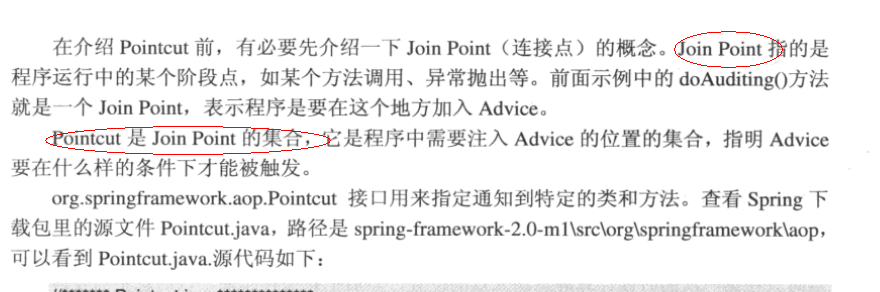 在介绍 Pointcut 前，有必要先介绍一下 Join Point（连接点）的概念。Join Point 指的是
程序运行中的某个阶段点，如某个方法调用、异常抛出等。前面示例中的 doAuditing()方法
就是一个 Join Point，表示程序是要在这个地方加入 Advice。
Pointcut 是 Join Point 的集合，它是程序中需要注入 Advice 的位置的集合，指明 Advice
要在什么样的条件下才能被触发。
org.springframework.aop.Pointcut 接口用来指定通知到特定的类和方法。查看 Spring 下
载包里的源文件 Pointcut.java，路径是 spring-framework-2.0-m1\src\org\springframework\aop，
可以看到 Pointcut.java.源代码如下：